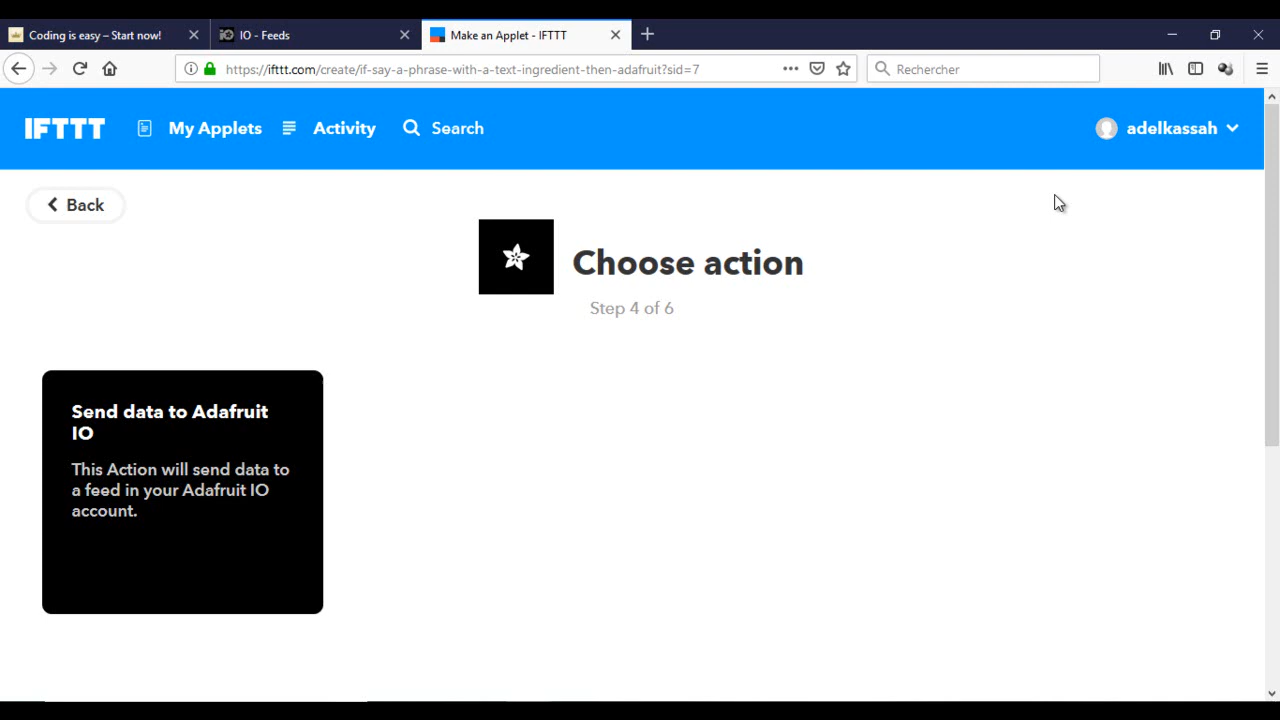 Coding is easy – Start now!
IO - Feeds
Make an Applet - IFTTT
https://ifttt.com/create/if-say-a-phrase-with-a-text-ingredient-then-adafruit?sid=7
Rechercher
IFTTT
My Applets
Activity
Search
adelkassah
Back
Choose action
Step 4 of 6
Send data to Adafruit
IO
This Action will send data to
a feed in your Adafruit IO
account.